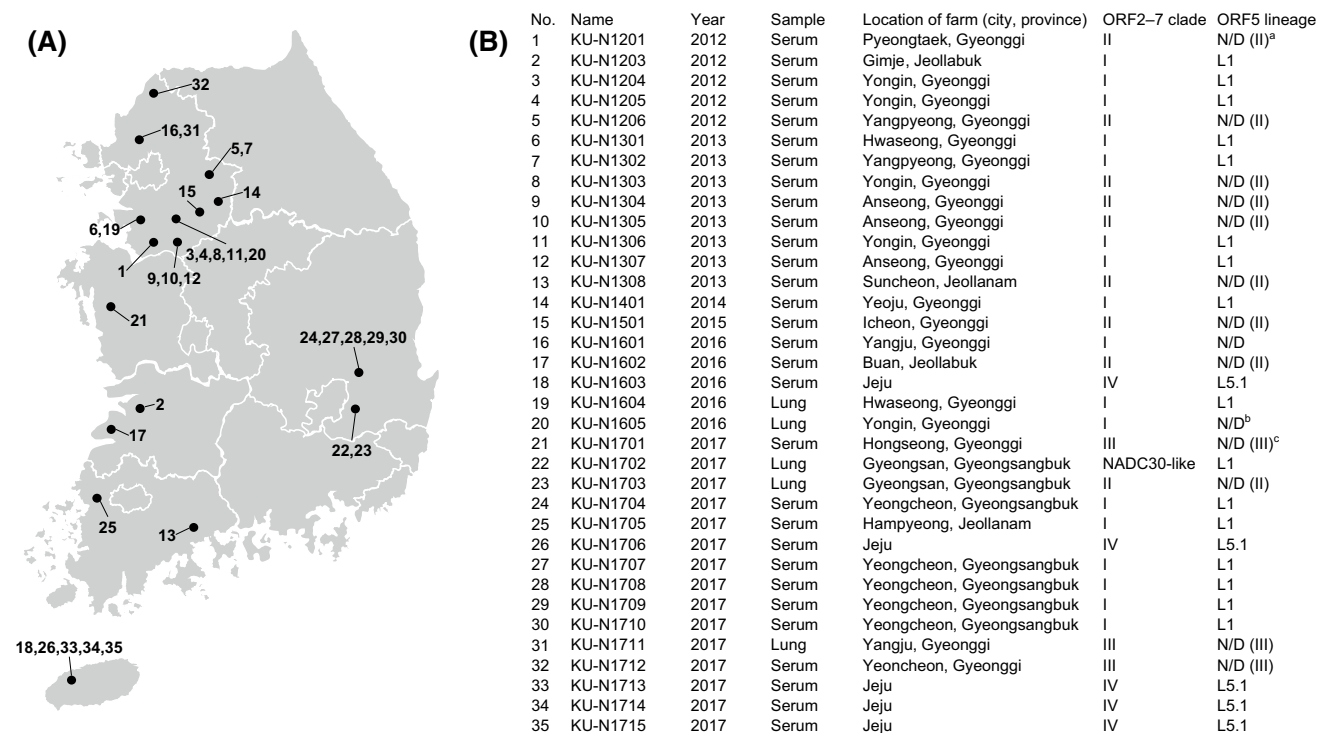 (A)
32
16,31
5,7
15
14
6,19
3,4,8,11,20
1
9,10,12
21
24,27,28,29,30
2
17
22,23
25
13
18,26,33,34,35
(B)
No. Name Year Sample Location of farm (city, province) ORF2–7 clade ORF5 lineage
1 KU-N1201 2012 Serum Pyeongtaek, Gyeonggi II N/D (II)a
2 KU-N1203 2012 Serum Gimje, Jeollabuk I L1
3 KU-N1204 2012 Serum Yongin, Gyeonggi I L1
4 KU-N1205 2012 Serum Yongin, Gyeonggi I L1
5 KU-N1206 2012 Serum Yangpyeong, Gyeonggi II N/D (II)
6 KU-N1301 2013 Serum Hwaseong, Gyeonggi I L1
7 KU-N1302 2013 Serum Yangpyeong, Gyeonggi I L1
8 KU-N1303 2013 Serum Yongin, Gyeonggi II N/D (II)
9 KU-N1304 2013 Serum Anseong, Gyeonggi II N/D (II)
10 KU-N1305 2013 Serum Anseong, Gyeonggi II N/D (II)
11 KU-N1306 2013 Serum Yongin, Gyeonggi I L1
12 KU-N1307 2013 Serum Anseong, Gyeonggi I L1
13 KU-N1308 2013 Serum Suncheon, Jeollanam II N/D (II)
14 KU-N1401 2014 Serum Yeoju, Gyeonggi I L1
15 KU-N1501 2015 Serum Icheon, Gyeonggi II N/D (II)
16 KU-N1601 2016 Serum Yangju, Gyeonggi I N/D
17 KU-N1602 2016 Serum Buan, Jeollabuk II N/D (II)
18 KU-N1603 2016 Serum Jeju IV L5.1
19 KU-N1604 2016 Lung Hwaseong, Gyeonggi I L1
20 KU-N1605 2016 Lung Yongin, Gyeonggi I N/Db
21 KU-N1701 2017 Serum Hongseong, Gyeonggi III N/D (III)c
22 KU-N1702 2017 Lung Gyeongsan, Gyeongsangbuk NADC30-like L1
23 KU-N1703 2017 Lung Gyeongsan, Gyeongsangbuk II N/D (II)
24 KU-N1704 2017 Serum Yeongcheon, Gyeongsangbuk I L1
25 KU-N1705 2017 Serum Hampyeong, Jeollanam I L1
26 KU-N1706 2017 Serum Jeju IV L5.1
27 KU-N1707 2017 Serum Yeongcheon, Gyeongsangbuk I L1
28 KU-N1708 2017 Serum Yeongcheon, Gyeongsangbuk I L1
29 KU-N1709 2017 Serum Yeongcheon, Gyeongsangbuk I L1
30 KU-N1710 2017 Serum Yeongcheon, Gyeongsangbuk I L1
31 KU-N1711 2017 Lung Yangju, Gyeonggi III N/D (III)
32 KU-N1712 2017 Serum Yeoncheon, Gyeonggi III N/D (III)
33 KU-N1713 2017 Serum Jeju IV L5.1
34 KU-N1714 2017 Serum Jeju IV L5.1
35 KU-N1715 2017 Serum Jeju IV L5.1